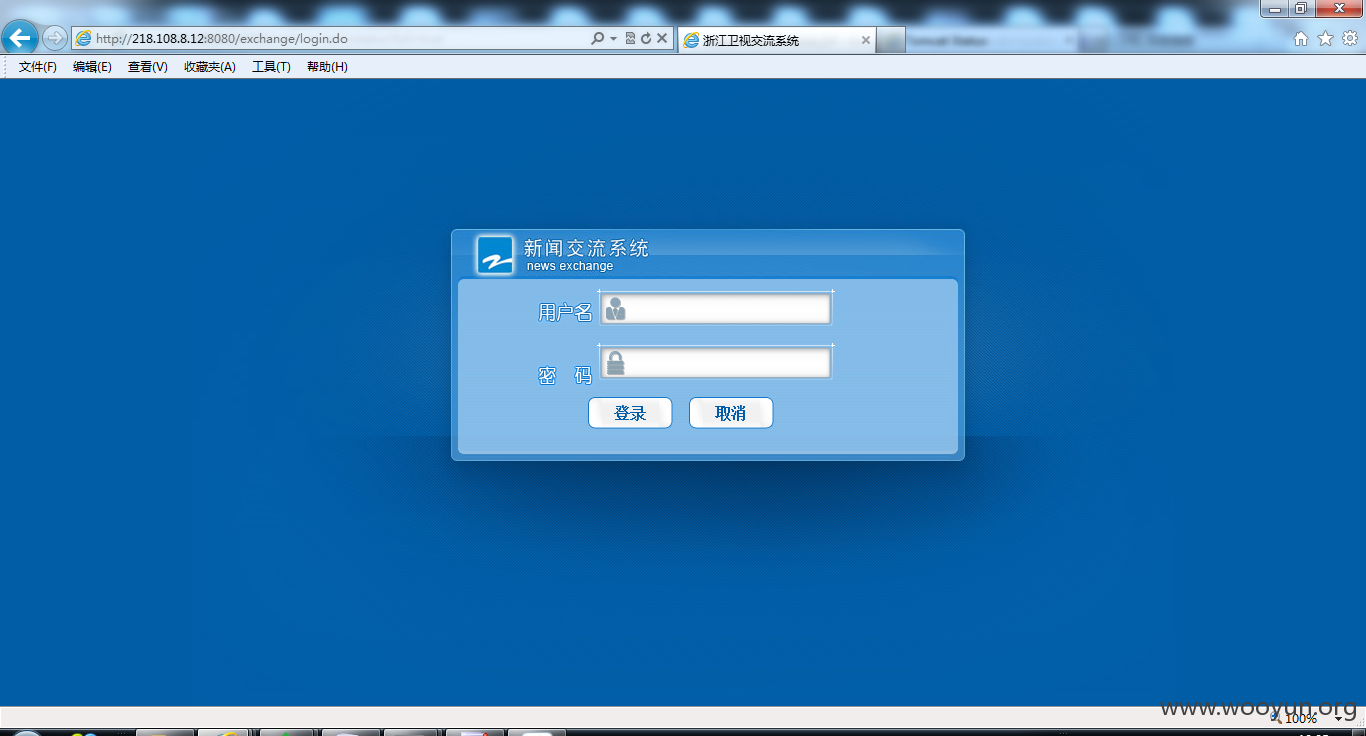 http://218.108.8.12:8080/exchange/login.do
浙江卫视交流系统
文件(F) 编辑(E) 查看(V) 收藏夹(A) 工具(T) 帮助(H)
新闻交流系统
news exchange
用户名
密 码
登录 取消
www.wooyun.org
100%